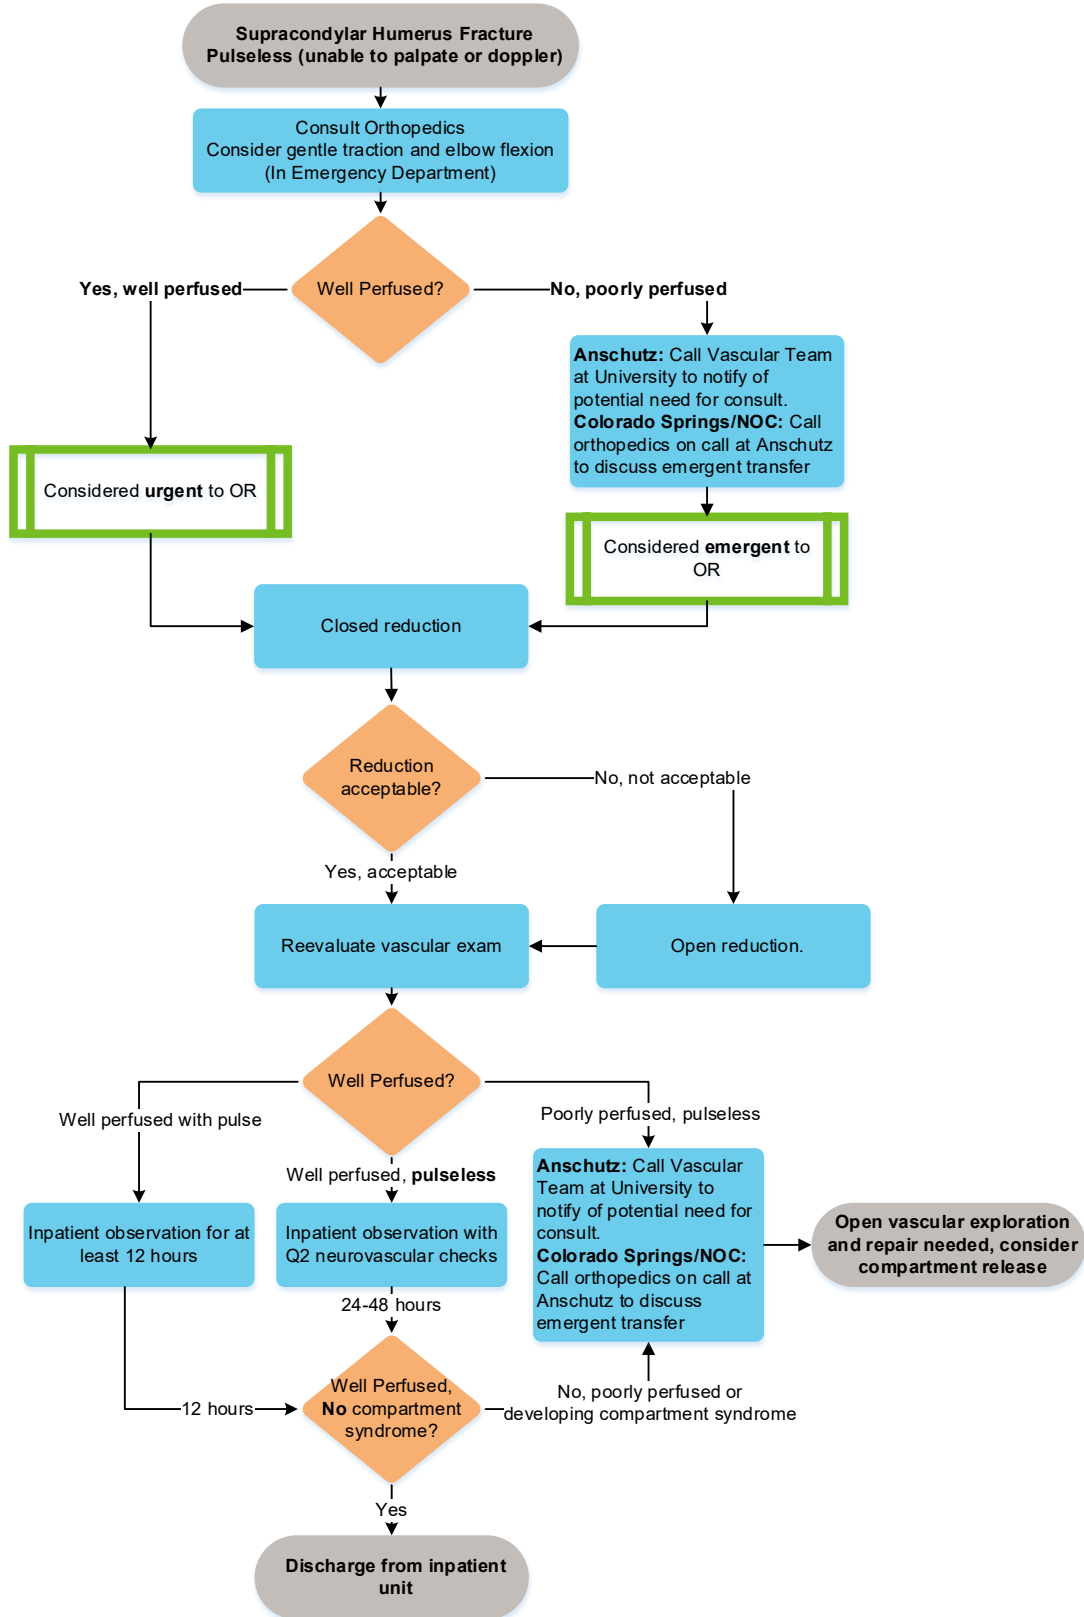 Supracondylar Humerus Fracture
Pulseless (unable to palpate or doppler)
Consult Orthopedics
Consider gentle traction and elbow flexion
(In Emergency Department)
Well Perfused?
Yes, well perfused
No, poorly perfused
Anschutz: Call Vascular Team
at University to notify of
potential need for consult.
Colorado Springs/NOC: Call
orthopedics on call at Anschutz
to discuss emergent transfer
Considered urgent to OR
Considered emergent to
OR
Closed reduction
Reduction
acceptable?
No, not acceptable
Yes, acceptable
Reevaluate vascular exam
Open reduction.
Well Perfused?
Well perfused with pulse
Well perfused, pulseless
Poorly perfused, pulseless
Inpatient observation for at
least 12 hours
Inpatient observation with
Q2 neurovascular checks
Anschutz: Call Vascular
Team at University to
notify of potential need for
consult.
Colorado Springs/NOC:
Call orthopedics on call at
Anschutz to discuss
emergent transfer
Open vascular exploration
and repair needed, consider
compartment release
24-48 hours
12 hours
Well Perfused,
No compartment
syndrome?
No, poorly perfused or
developing compartment syndrome
Yes
Discharge from inpatient
unit